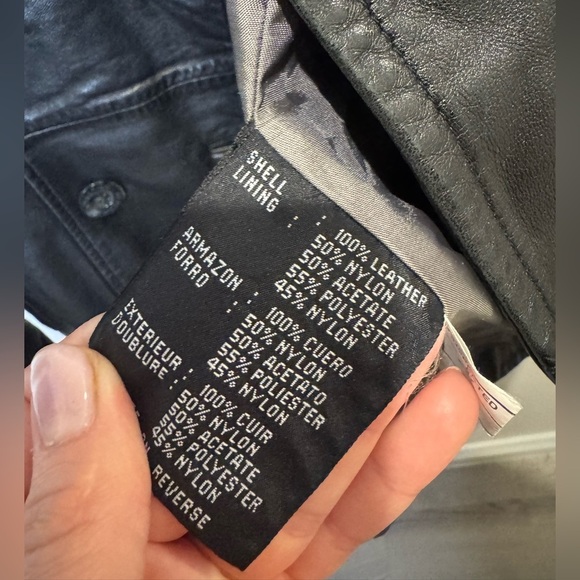 SHELL : 100% LEATHER
LINING : 50% NYLON
50% ACETATE
55% POLYESTER
45% NYLON
ARMAZON : 100% CUERO
FORRO : 50% NYLON
50% ACETATO
55% POLIESTER
45% NYLON
EXTERIEUR : 100% CUIR
DOUBLURE : 50% NYLON
50% ACETATE
55% POLYESTER
45% NYLON
REVERSE